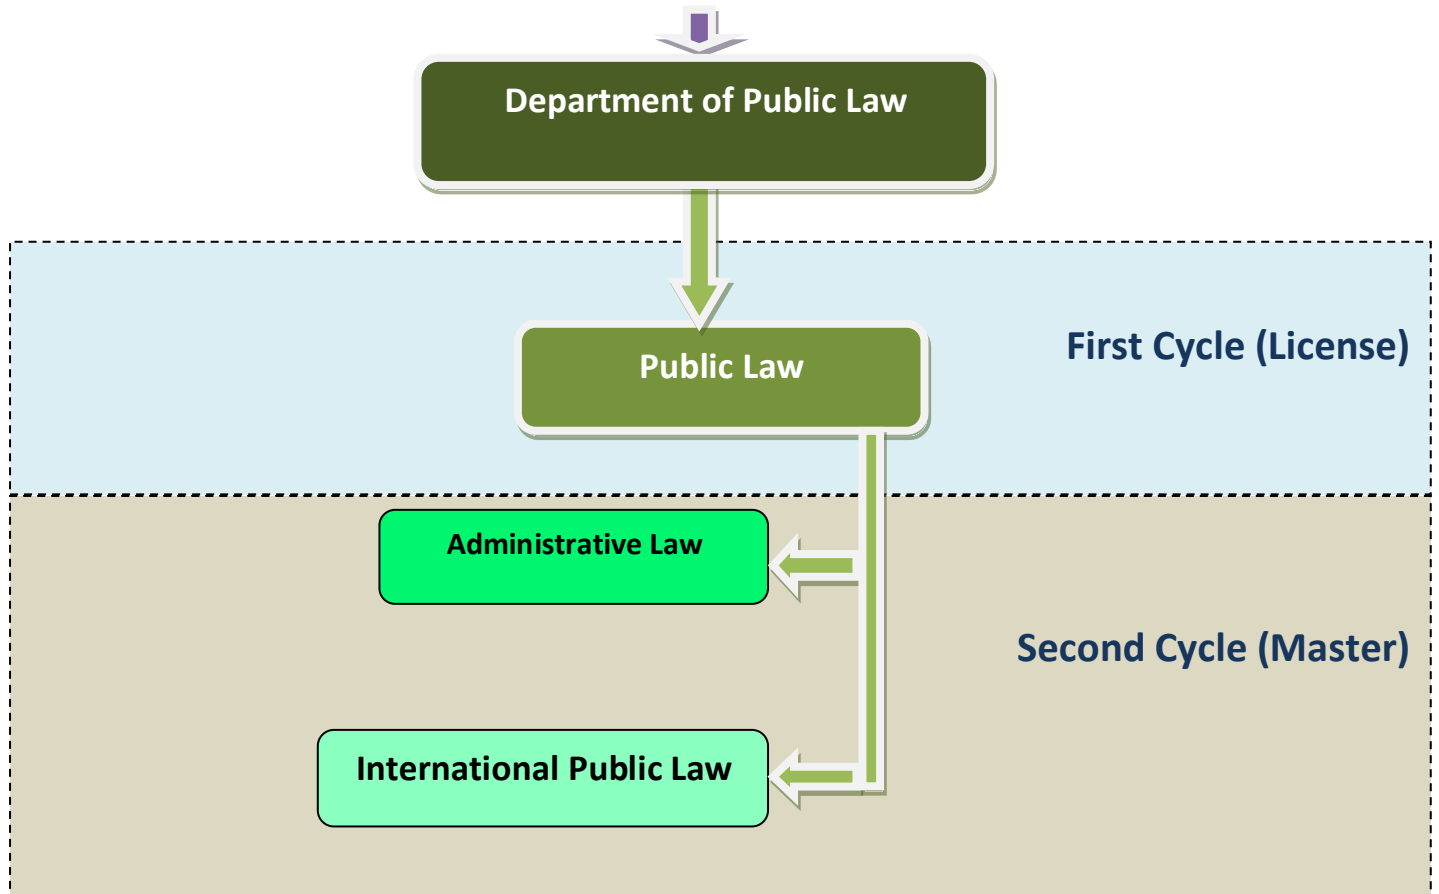 Department of Public Law
First Cycle (License)
Public Law
Administrative Law
Second Cycle (Master)
International Public Law